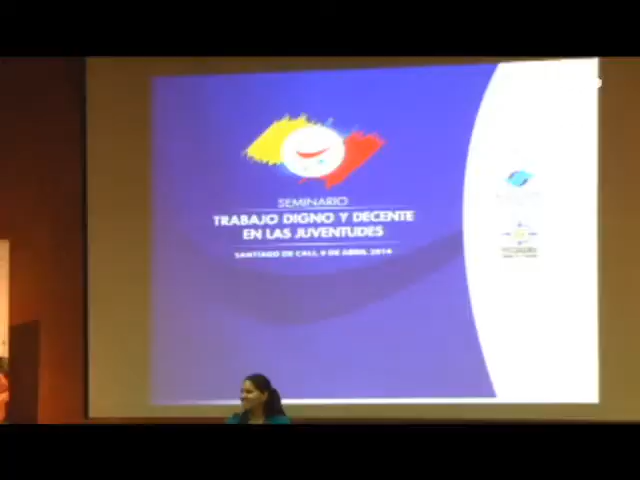 SEMINARIO
TRABAJO DIGNO Y DECENTE
EN LAS JUVENTUDES
SANTIAGO DE CALI, 9 DE ABRIL 2014